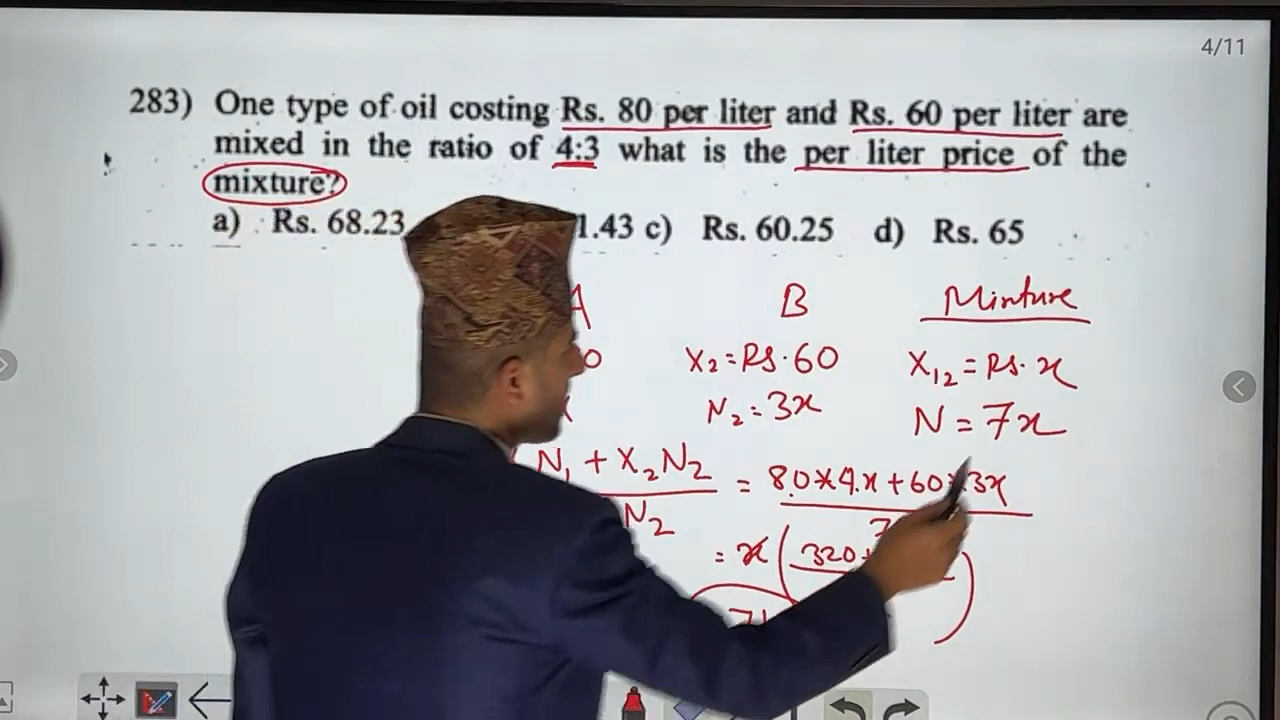 4/11
283) One type of oil costing Rs. 80 per liter and Rs. 60 per liter are
mixed in the ratio of 4:3 what is the per liter price of the
mixture?
a) Rs. 68.23 1.43 c) Rs. 60.25 d) Rs. 65
A B Mixture
0 X₂=Rs.60 X₁₂=Rs.x
N₂=3x N=7x
N₁+X₂N₂ = 80*4x+60*3x
N₂ 7
=x(320+
71